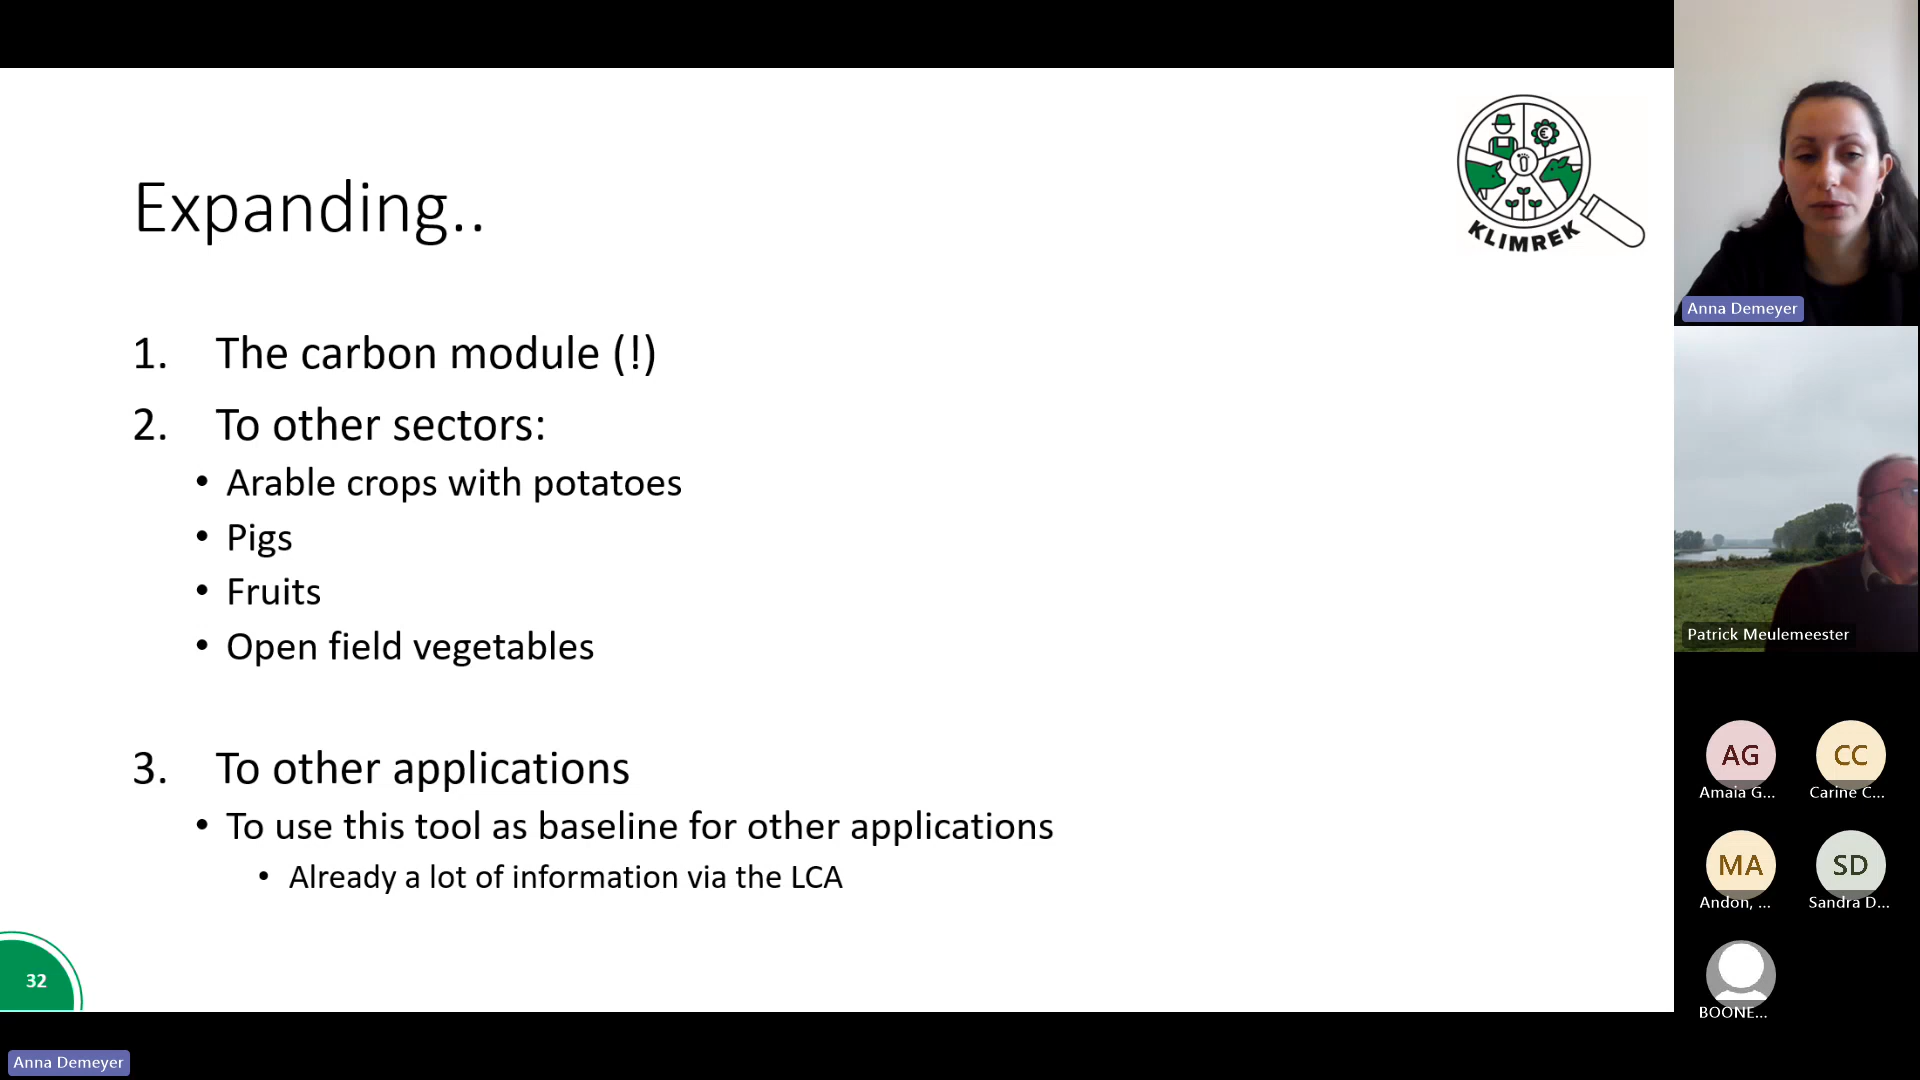 Expanding..
KLIMREK
1. The carbon module (!)
2. To other sectors:
• Arable crops with potatoes
• Pigs
• Fruits
• Open field vegetables
3. To other applications
• To use this tool as baseline for other applications
• Already a lot of information via the LCA
32
Anna Demeyer
Anna Demeyer
Patrick Meulemeester
AG
Amaia G...
CC
Carine C...
MA
Andon, ...
SD
Sandra D...
BOONE...